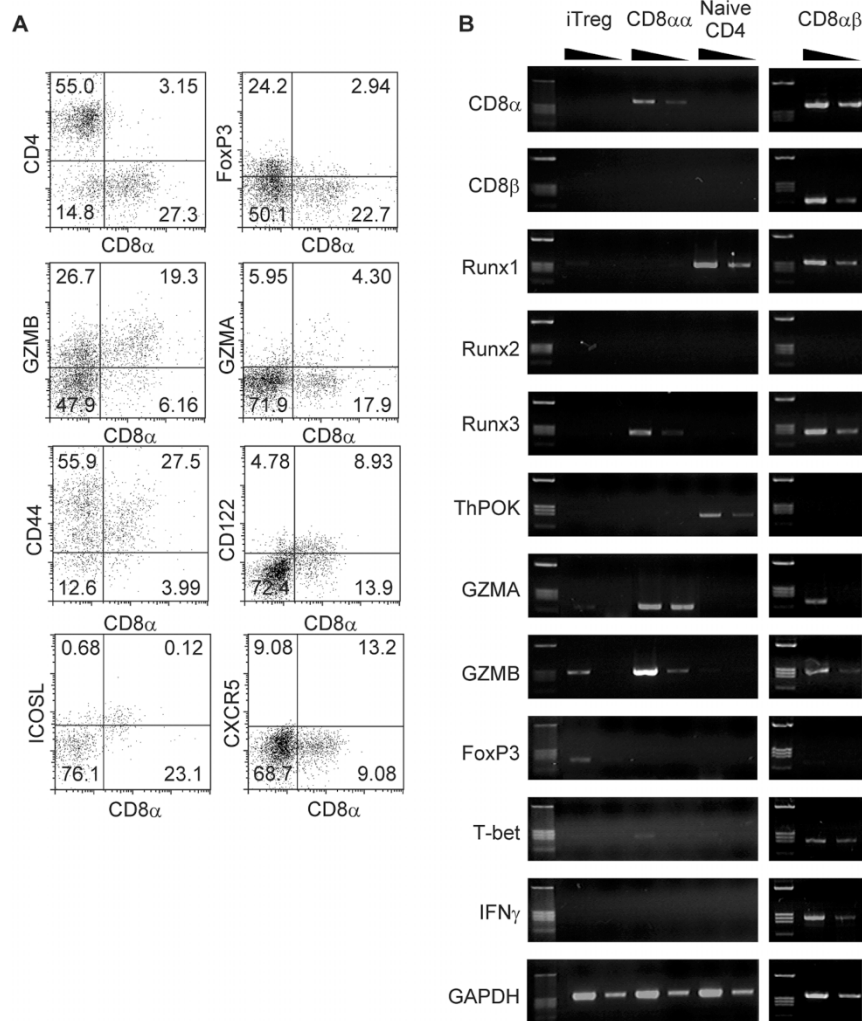 A
55.0 3.15
CD4
14.8 27.3
CD8α
24.2 2.94
FoxP3
50.1 22.7
CD8α
26.7 19.3
GZMB
47.9 6.16
CD8α
5.95 4.30
GZMA
71.9 17.9
CD8α
55.9 27.5
CD44
12.6 3.99
CD8α
4.78 8.93
CD122
72.4 13.9
CD8α
0.68 0.12
ICOSL
76.1 23.1
CD8α
9.08 13.2
CXCR5
68.7 9.08
CD8α
B
iTreg CD8αα Naive CD4 CD8αβ
CD8α
CD8β
Runx1
Runx2
Runx3
ThPOK
GZMA
GZMB
FoxP3
T-bet
IFNγ
GAPDH